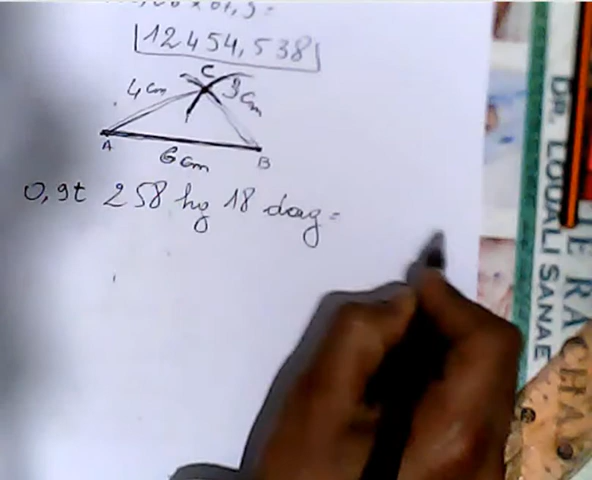 12454,538
C
4cm 3cm
A B
6cm
0,9t 258 hg 18 dag =
DR. LOUALI SANAE